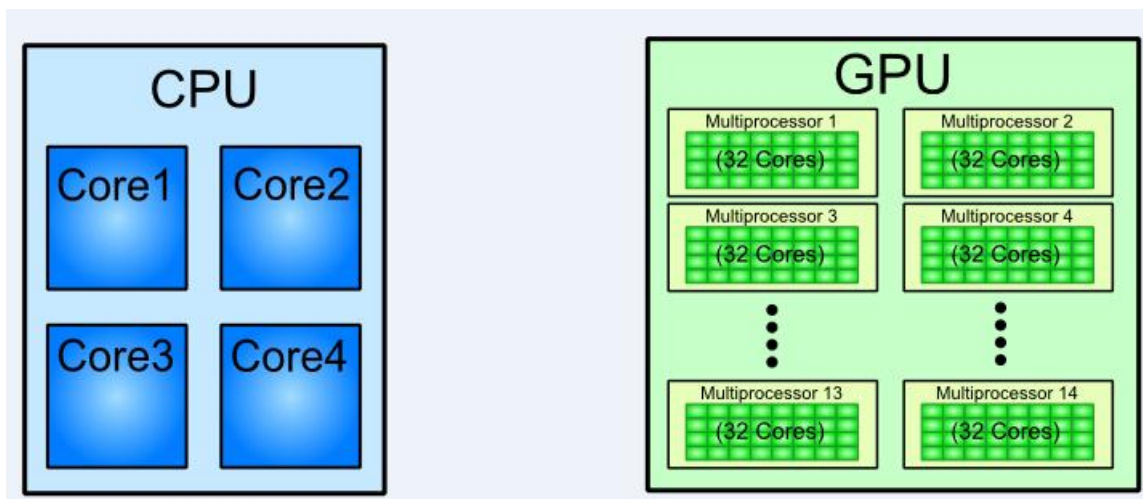 CPU
Core1
Core2
Core3
Core4
GPU
Multiprocessor 1
(32 Cores)
Multiprocessor 2
(32 Cores)
Multiprocessor 3
(32 Cores)
Multiprocessor 4
(32 Cores)
Multiprocessor 13
(32 Cores)
Multiprocessor 14
(32 Cores)